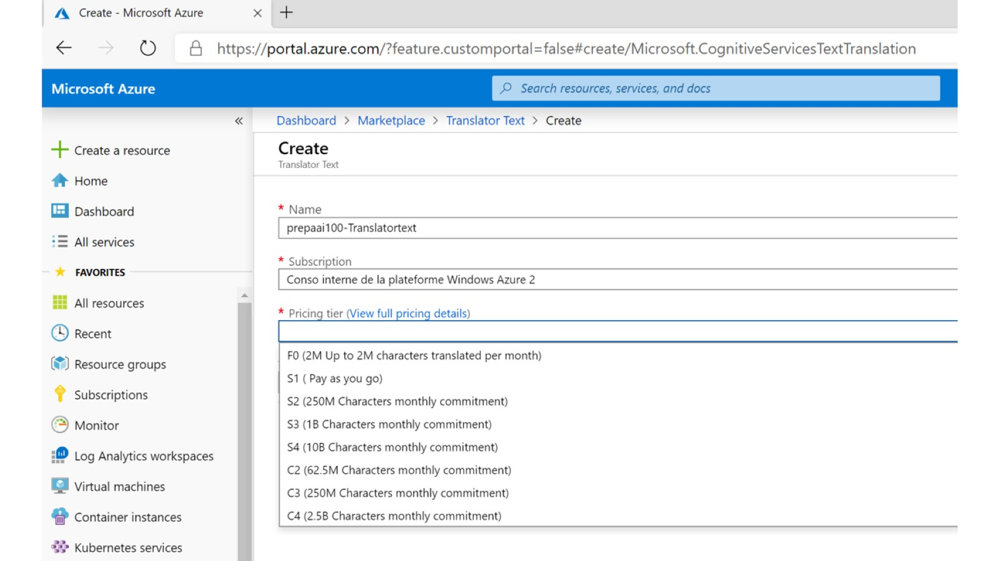 Create - Microsoft Azure
https://portal.azure.com/?feature.customportal=false#create/Microsoft.CognitiveServicesTextTranslation
Microsoft Azure
Search resources, services, and docs
Dashboard > Marketplace > Translator Text > Create
Create a resource
Home
Dashboard
All services
FAVORITES
All resources
Recent
Resource groups
Subscriptions
Monitor
Log Analytics workspaces
Virtual machines
Container instances
Kubernetes services
Create
Translator Text
* Name
prepaai100-Translatortext
* Subscription
Conso interne de la plateforme Windows Azure 2
* Pricing tier (View full pricing details)
F0 (2M Up to 2M characters translated per month)
S1 ( Pay as you go)
S2 (250M Characters monthly commitment)
S3 (1B Characters monthly commitment)
S4 (10B Characters monthly commitment)
C2 (62.5M Characters monthly commitment)
C3 (250M Characters monthly commitment)
C4 (2.5B Characters monthly commitment)